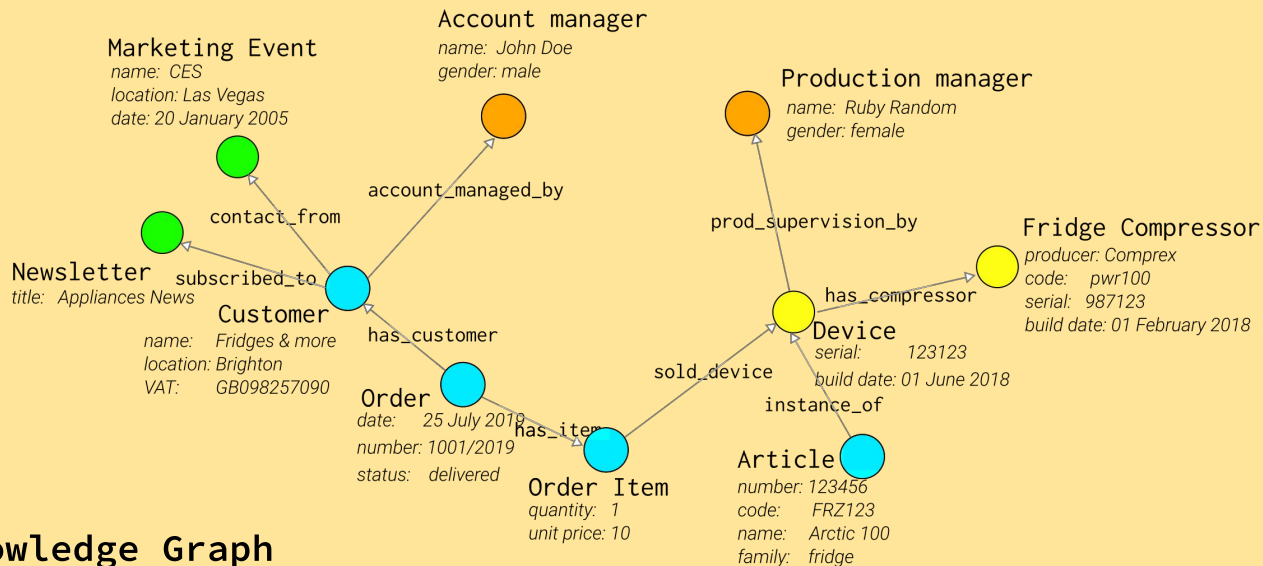 Account manager
name: John Doe
gender: male
Marketing Event
name: CES
location: Las Vegas
date: 20 January 2005
Production manager
name: Ruby Random
gender: female
account_managed_by
contact_from
prod_supervision_by
Fridge Compressor
producer: Comprex
code: pwr100
serial: 987123
build date: 01 February 2018
Newsletter
title: Appliances News
subscribed_to
has_compressor
Customer
name: Fridges & more
location: Brighton
VAT: GB098257090
has_customer
Device
serial: 123123
build date: 01 June 2018
sold_device
instance_of
Order
date: 25 July 2019
number: 1001/2019
status: delivered
has_item
Order Item
quantity: 1
unit price: 10
Article
number: 123456
code: FRZ123
name: Arctic 100
family: fridge
owledge Graph